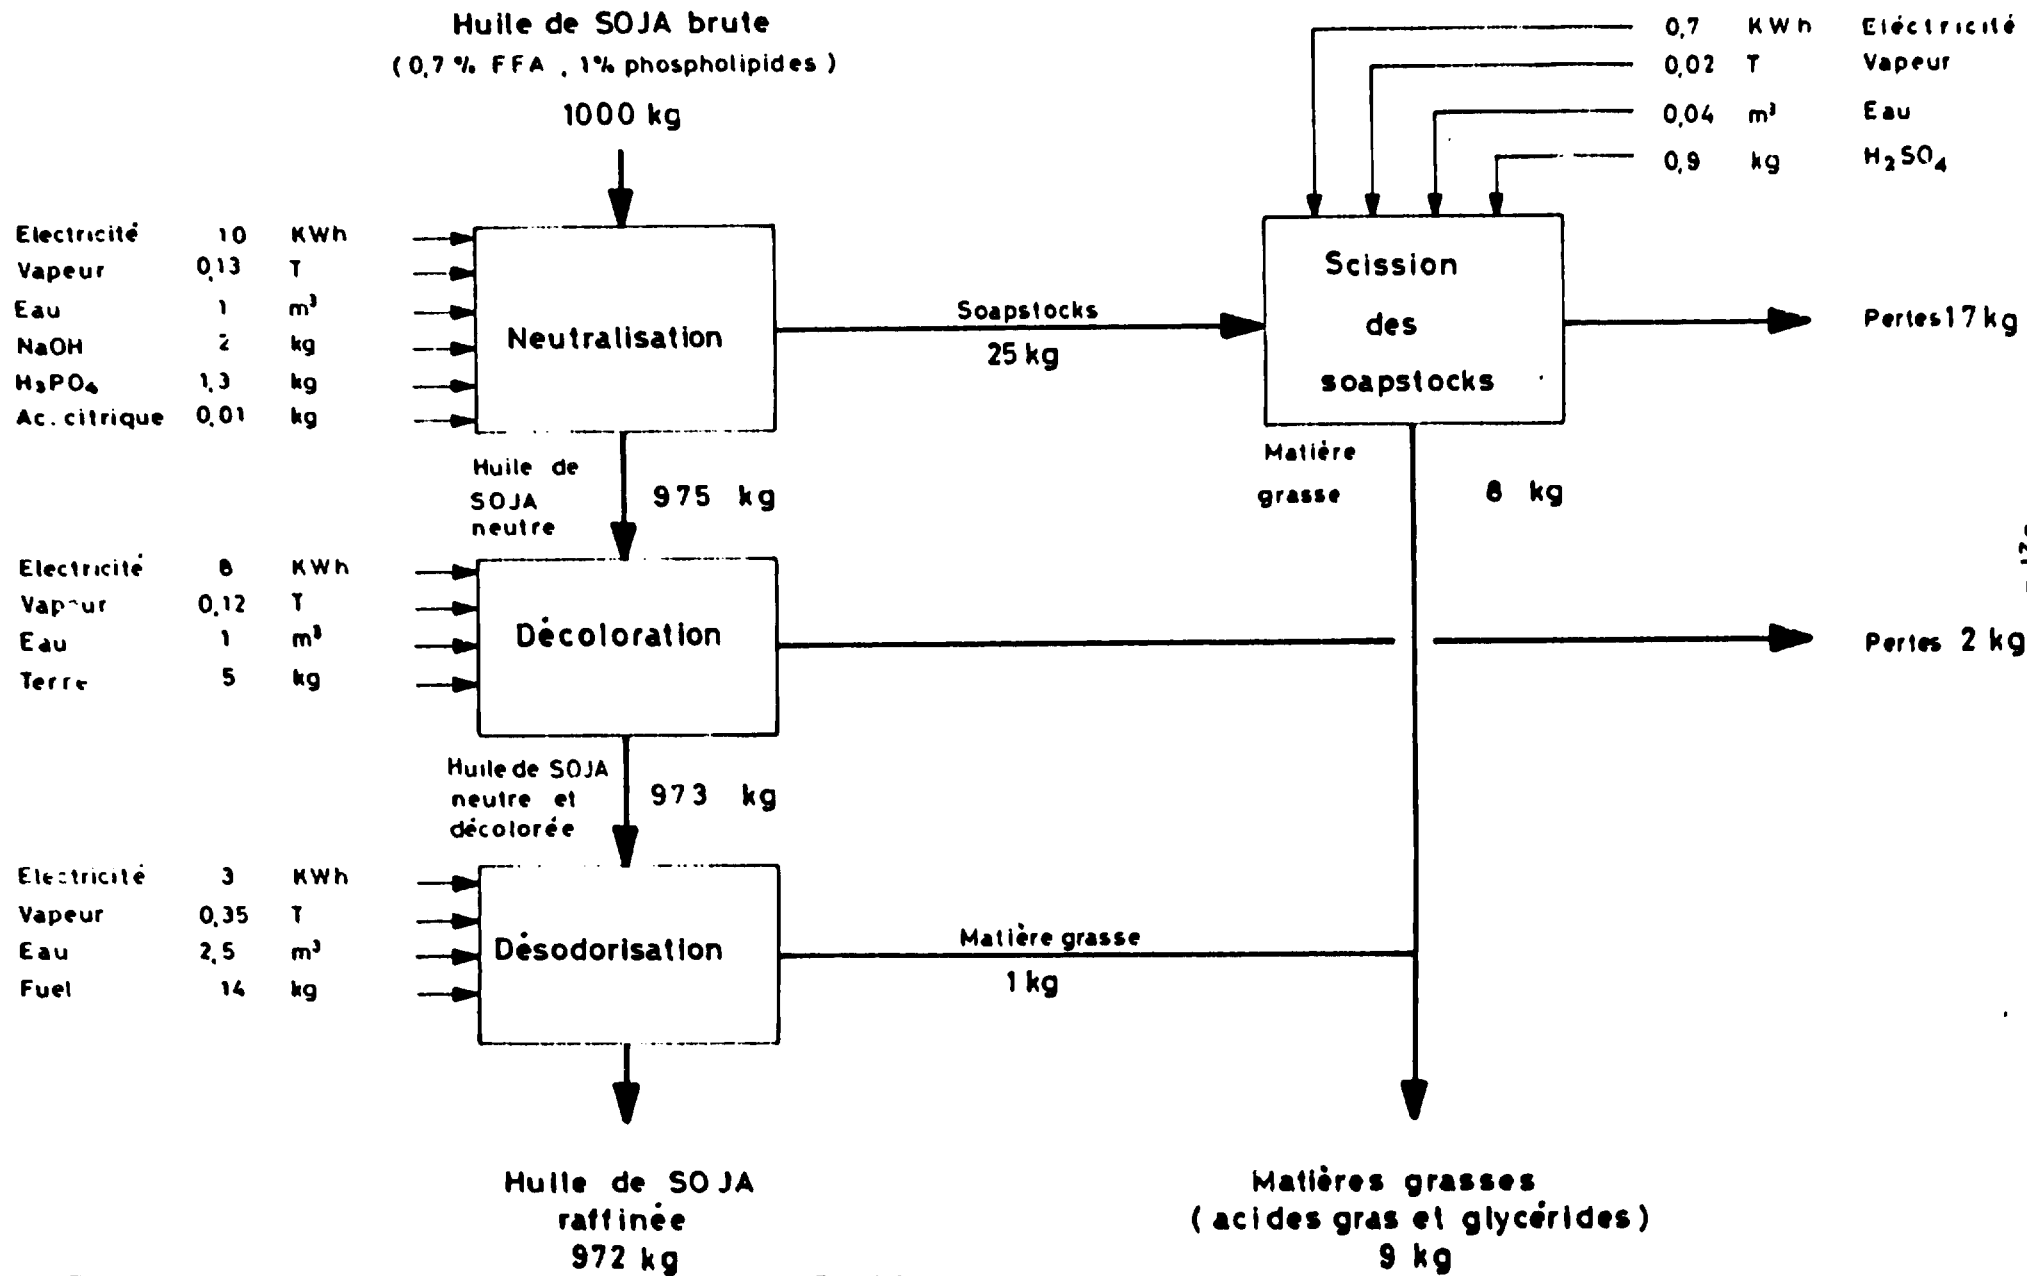 Huile de SOJA brute
(0,7 % FFA , 1% phospholipides)
1000 kg
0,7 KWh Eléctricité
0,02 T Vapeur
0,04 m³ Eau
0,9 kg H₂SO₄
Electricité 10 KWh
Vapeur 0,13 T
Eau 1 m³
NaOH 2 kg
H₃PO₄ 1,3 kg
Ac. citrique 0,01 kg
Neutralisation
Soapstocks
25 kg
Scission
des
soapstocks
Pertes 17 kg
Huile de
SOJA
neutre
975 kg
Matière
grasse
8 kg
Electricité 8 KWh
Vapeur 0,12 T
Eau 1 m³
Terre 5 kg
Décoloration
Pertes 2 kg
Huile de SOJA
neutre et
décolorée
973 kg
Electricité 3 KWh
Vapeur 0,35 T
Eau 2,5 m³
Fuel 14 kg
Désodorisation
Matière grasse
1 kg
Huile de SOJA
raffinée
972 kg
Matières grasses
(acides gras et glycérides)
9 kg